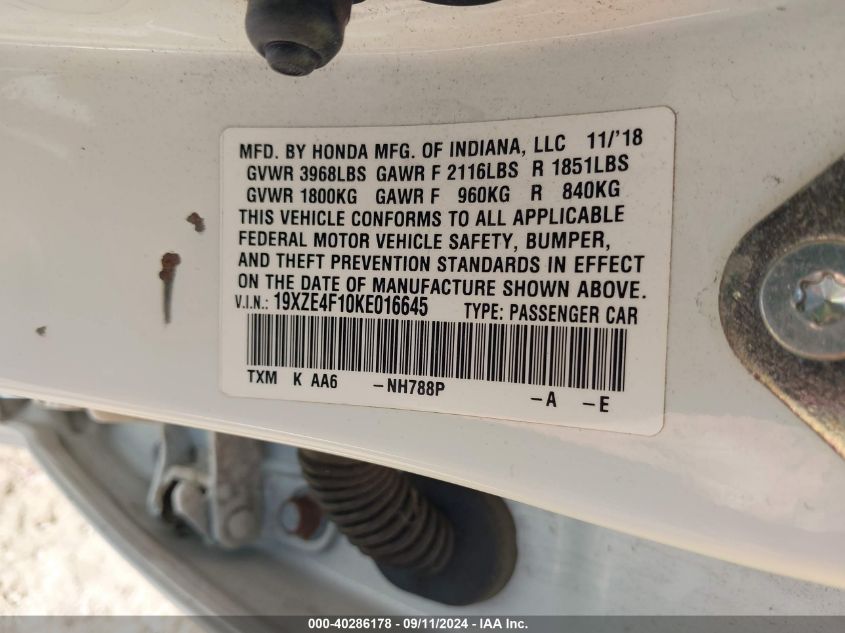 MFD. BY HONDA MFG. OF INDIANA, LLC 11/'18
GVWR 3968LBS GAWR F 2116LBS R 1851LBS
GVWR 1800KG GAWR F 960KG R 840KG
THIS VEHICLE CONFORMS TO ALL APPLICABLE
FEDERAL MOTOR VEHICLE SAFETY, BUMPER,
AND THEFT PREVENTION STANDARDS IN EFFECT
ON THE DATE OF MANUFACTURE SHOWN ABOVE.
V.I.N.: 19XZE4F10KE016645 TYPE: PASSENGER CAR
TXM K AA6 -NH788P -A -E
000-40286178 - 09/11/2024 - IAA Inc.